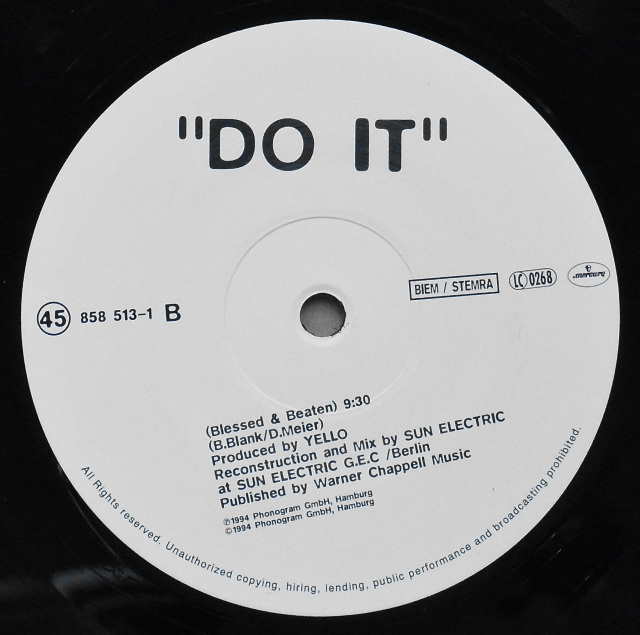 "DO IT"
BIEM / STEMRA
LC 0268
mercury
45 858 513-1 B
(Blessed & Beaten) 9:30
(B.Blank/D.Meier)
Produced by YELLO
Reconstruction and Mix by SUN ELECTRIC
at SUN ELECTRIC G.E.C /Berlin
Published by Warner Chappell Music
℗1994 Phonogram GmbH, Hamburg
©1994 Phonogram GmbH, Hamburg
All Rights reserved. Unauthorized copying, hiring, lending, public performance and broadcasting prohibited.